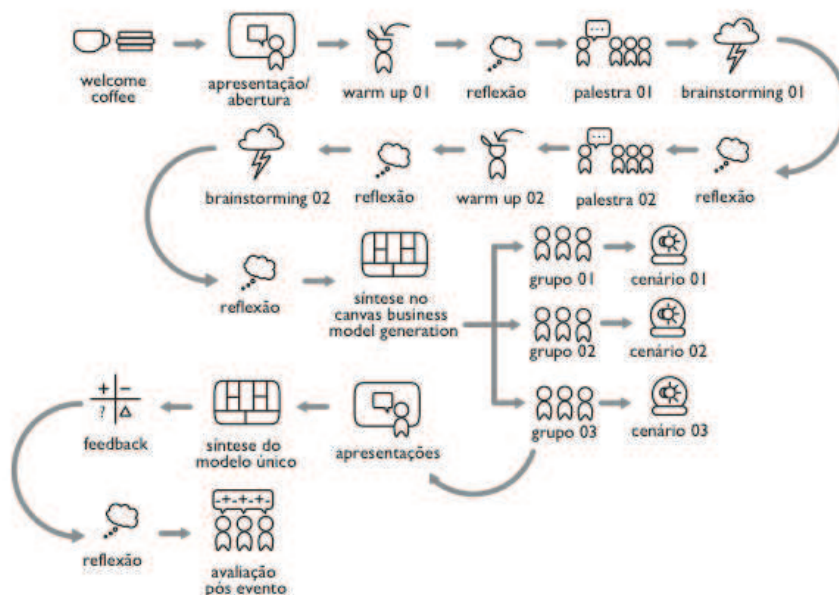 welcome
coffee
apresentação/
abertura
warm up 01
reflexão
palestra 01
brainstorming 01
brainstorming 02
reflexão
warm up 02
palestra 02
reflexão
reflexão
síntese no
canvas business
model generation
grupo 01
cenário 01
grupo 02
cenário 02
grupo 03
cenário 03
+ −
? Δ
feedback
síntese do
modelo único
apresentações
reflexão
-+-+-+-
avaliação
pós evento